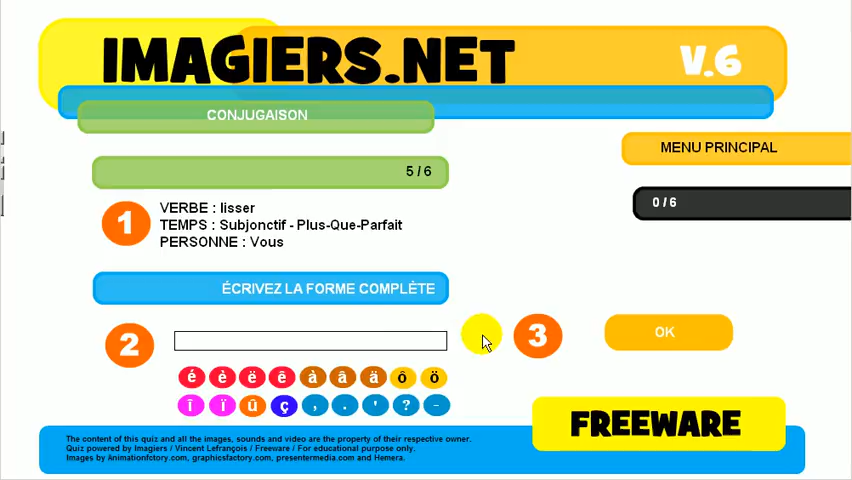 IMAGIERS.NET
V.6
CONJUGAISON
MENU PRINCIPAL
5 / 6
0 / 6
1
VERBE : lisser
TEMPS : Subjonctif - Plus-Que-Parfait
PERSONNE : Vous
ÉCRIVEZ LA FORME COMPLÈTE
2
3
OK
é è ë ê à â ä ô ö
î ï û ç , . ' ? -
FREEWARE
The content of this quiz and all the images, sounds and video are the property of their respective owner.
Quiz powered by Imagiers / Vincent Lefrançois / Freeware / For educational purpose only.
Images by Animationfctory.com, graphicsfactory.com, presentermedia.com and Hemera.